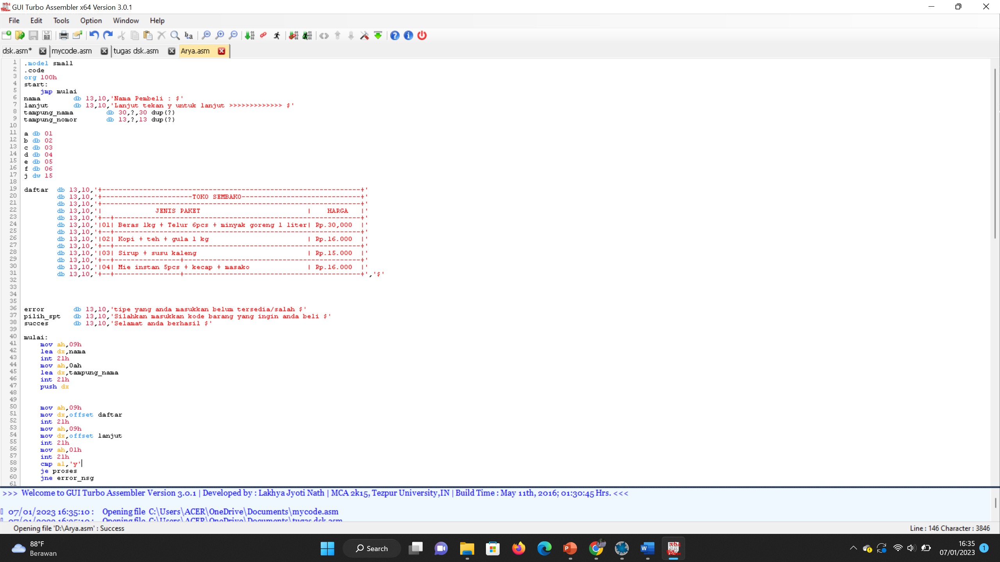 GUI Turbo Assembler x64 Version 3.0.1
File Edit Tools Option Window Help
dsk.asm* mycode.asm tugas dsk.asm Arya.asm
1 .model small
2 .code
3 org 100h
4 start:
5 jmp mulai
6 nama db 13,10,'Nama Pembeli : $'
7 lanjut db 13,10,'Lanjut tekan y untuk lanjut >>>>>>>>>>>>> $'
8 tampung_nama db 30,?,30 dup(?)
9 tampung_nomor db 13,?,13 dup(?)
10
11 a db 01
12 b db 02
13 c db 03
14 d db 04
15 e db 05
16 f db 06
17 j dw 15
18
19 daftar db 13,10,'+---------------------------------------------------------------+'
20 db 13,10,'+----------------------TOKO SEMBAKO-----------------------------+'
21 db 13,10,'+---------------------------------------------------------------+'
22 db 13,10,'| JENIS PAKET | HARGA |'
23 db 13,10,'+--+------------------------------------------------------------+'
24 db 13,10,'|01| Beras 1kg + Telur 6pcs + minyak goreng 1 liter| Rp.30,000 |'
25 db 13,10,'+--+------------------------------------------------------------+'
26 db 13,10,'|02| Kopi + teh + gula 1 kg | Rp.16.000 |'
27 db 13,10,'+--+------------------------------------------------------------+'
28 db 13,10,'|03| Sirup + susu kaleng | Rp.15.000 |'
29 db 13,10,'+--+----------------+-------------------------------------------+'
30 db 13,10,'|04| Mie instan 5pcs + kecap + masako | Rp.16.000 |'
31 db 13,10,'+--+----------------+-------------------------------------------+','$'
32
33
34
35
36 error db 13,10,'tipe yang anda masukkan belum tersedia/salah $'
37 pilih_spt db 13,10,'Silahkan masukkan kode barang yang ingin anda beli $'
38 succes db 13,10,'Selamat anda berhasil $'
39
40 mulai:
41 mov ah,09h
42 lea dx,nama
43 int 21h
44 mov ah,0ah
45 lea dx,tampung_nama
46 int 21h
47 push dx
48
49
50 mov ah,09h
51 mov dx,offset daftar
52 int 21h
53 mov ah,09h
54 mov dx,offset lanjut
55 int 21h
56 mov ah,01h
57 int 21h
58 cmp al,'y'
59 je proses
60 jne error_nsg
61
>>> Welcome to GUI Turbo Assembler Version 3.0.1 | Developed by : Lakhya Jyoti Nath | MCA 2k15, Tezpur University,IN | Build Time : May 11th, 2016; 01:30:45 Hrs. <<<
07/01/2023 16:35:10 : Opening file C:\Users\ACER\OneDrive\Documents\mycode.asm
07/01/2023 16:35:10 : Opening file C:\Users\ACER\OneDrive\Documents\tugas dsk.asm
Opening file 'D:\Arya.asm' : Success Line : 146 Character : 3846
88°F
Berawan
Search
16:35
07/01/2023
1